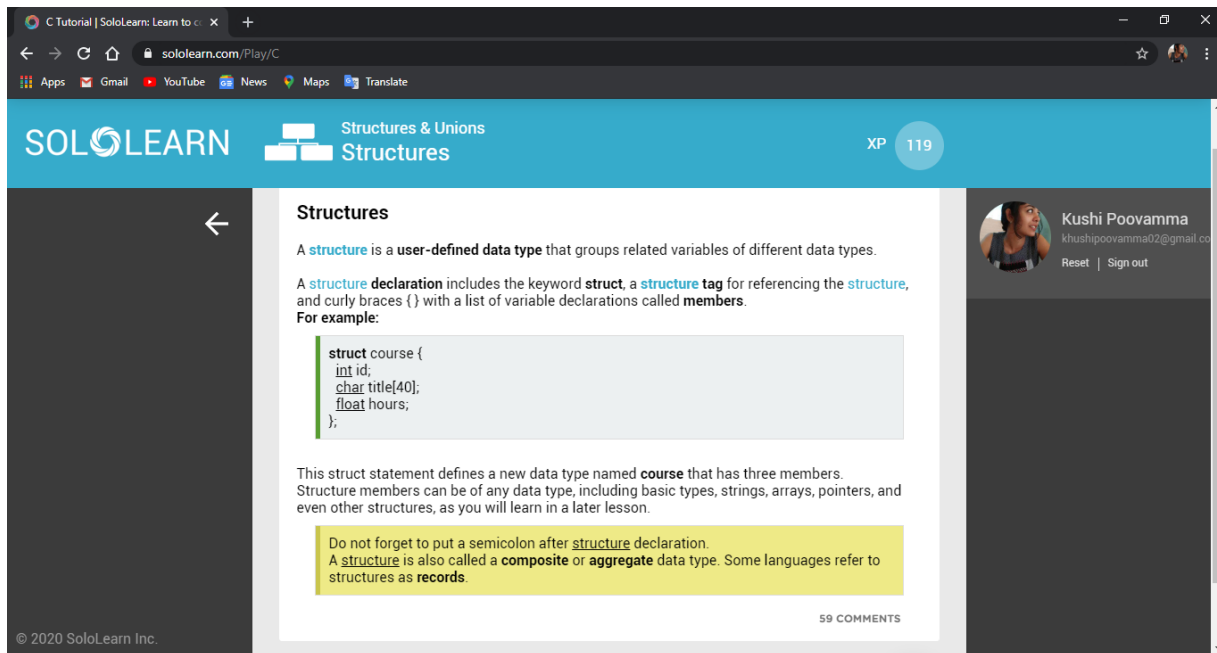 C Tutorial | SoloLearn: Learn to co
sololearn.com/Play/C
Apps Gmail YouTube News Maps Translate
SOLOLEARN
Structures & Unions
Structures
XP 119
Structures
A structure is a user-defined data type that groups related variables of different data types.
A structure declaration includes the keyword struct, a structure tag for referencing the structure,
and curly braces { } with a list of variable declarations called members.
For example:
struct course {
int id;
char title[40];
float hours;
};
This struct statement defines a new data type named course that has three members.
Structure members can be of any data type, including basic types, strings, arrays, pointers, and
even other structures, as you will learn in a later lesson.
Do not forget to put a semicolon after structure declaration.
A structure is also called a composite or aggregate data type. Some languages refer to
structures as records.
59 COMMENTS
Kushi Poovamma
khushipoovamma02@gmail.co
Reset | Sign out
© 2020 SoloLearn Inc.